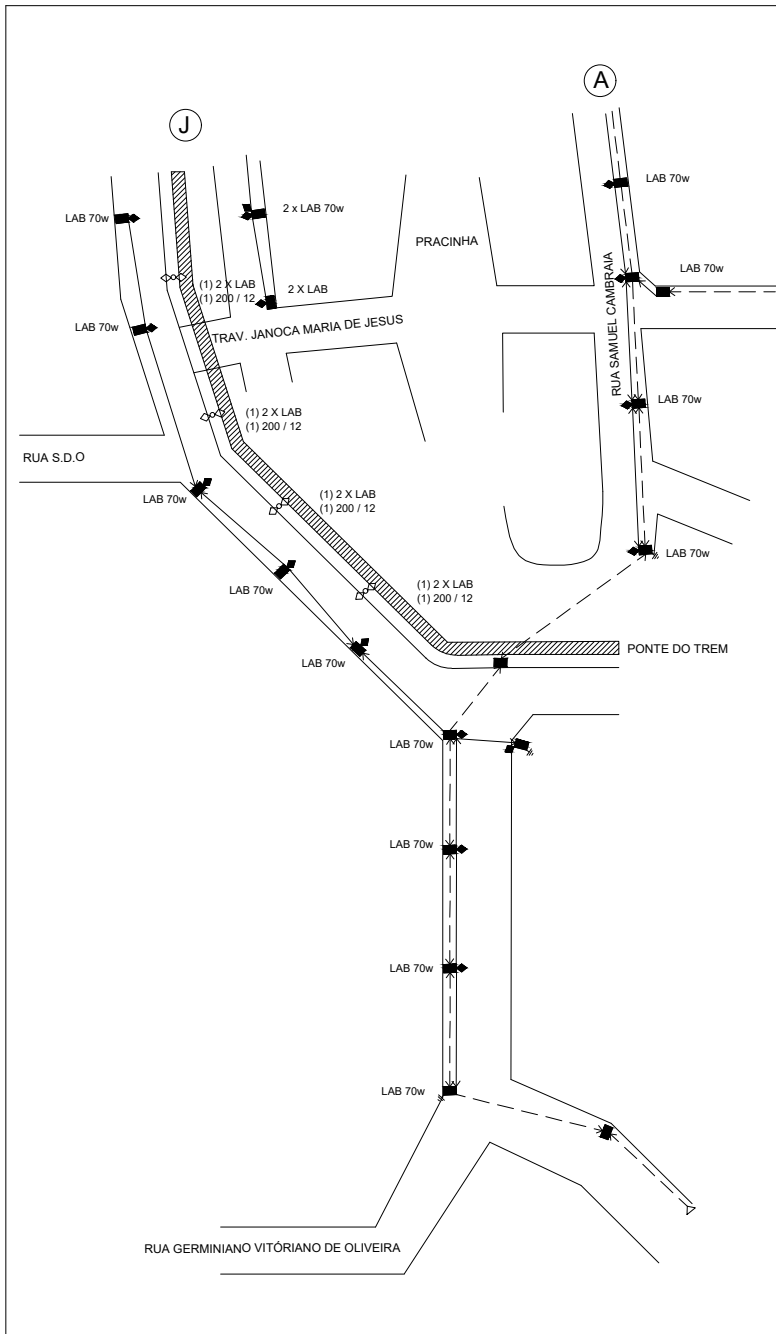 A
J
LAB 70w
LAB 70w
2 x LAB 70w
PRACINHA
LAB 70w
(1) 2 X LAB
(1) 200 / 12
2 X LAB
LAB 70w
TRAV. JANOCA MARIA DE JESUS
RUA SAMUEL CAMBRAIA
LAB 70w
(1) 2 X LAB
(1) 200 / 12
RUA S.D.O
LAB 70w
(1) 2 X LAB
(1) 200 / 12
LAB 70w
LAB 70w
(1) 2 X LAB
(1) 200 / 12
LAB 70w
PONTE DO TREM
LAB 70w
LAB 70w
LAB 70w
LAB 70w
RUA GERMINIANO VITÓRIANO DE OLIVEIRA